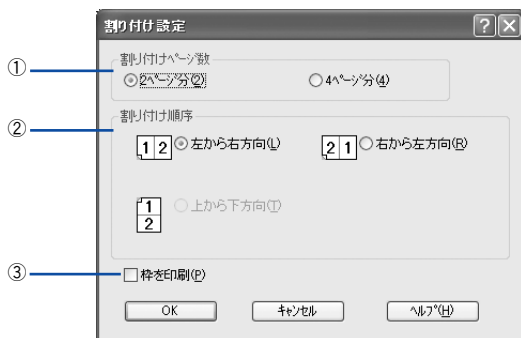 割り付け設定
① 割り付けページ数
2ページ分(2) 4ページ分(4)
② 割り付け順序
1 2 左から右方向(L) 2 1 右から左方向(R)
1 上から下方向(T)
2
③ 枠を印刷(P)
OK キャンセル ヘルプ(H)